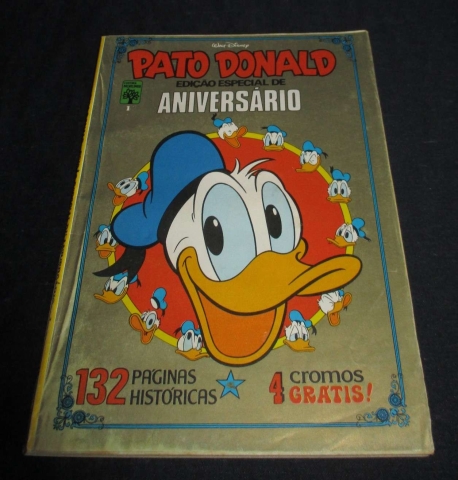 Walt Disney
PATO DONALD
EDIÇÃO ESPECIAL DE
ANIVERSÁRIO
132 PAGINAS
HISTÓRICAS
4 cromos
GRATIS!